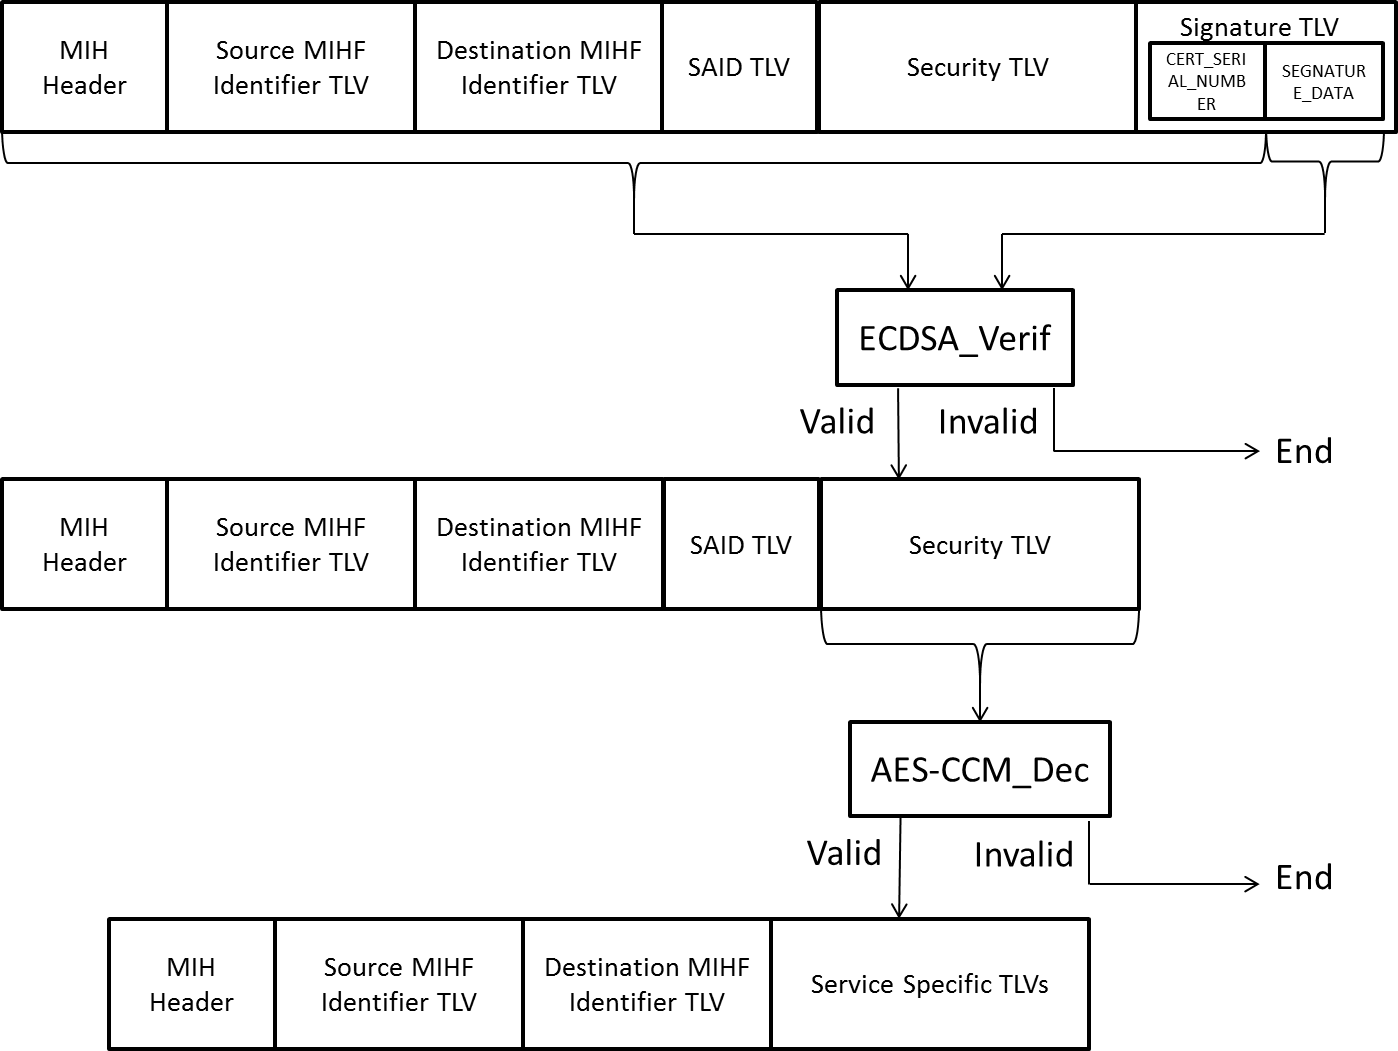 MIH
Header
Source MIHF
Identifier TLV
Destination MIHF
Identifier TLV
SAID TLV
Security TLV
Signature TLV
CERT_SERI
AL_NUMB
ER
SEGNATUR
E_DATA
ECDSA_Verif
Valid
Invalid
End
MIH
Header
Source MIHF
Identifier TLV
Destination MIHF
Identifier TLV
SAID TLV
Security TLV
AES-CCM_Dec
Valid
Invalid
End
MIH
Header
Source MIHF
Identifier TLV
Destination MIHF
Identifier TLV
Service Specific TLVs